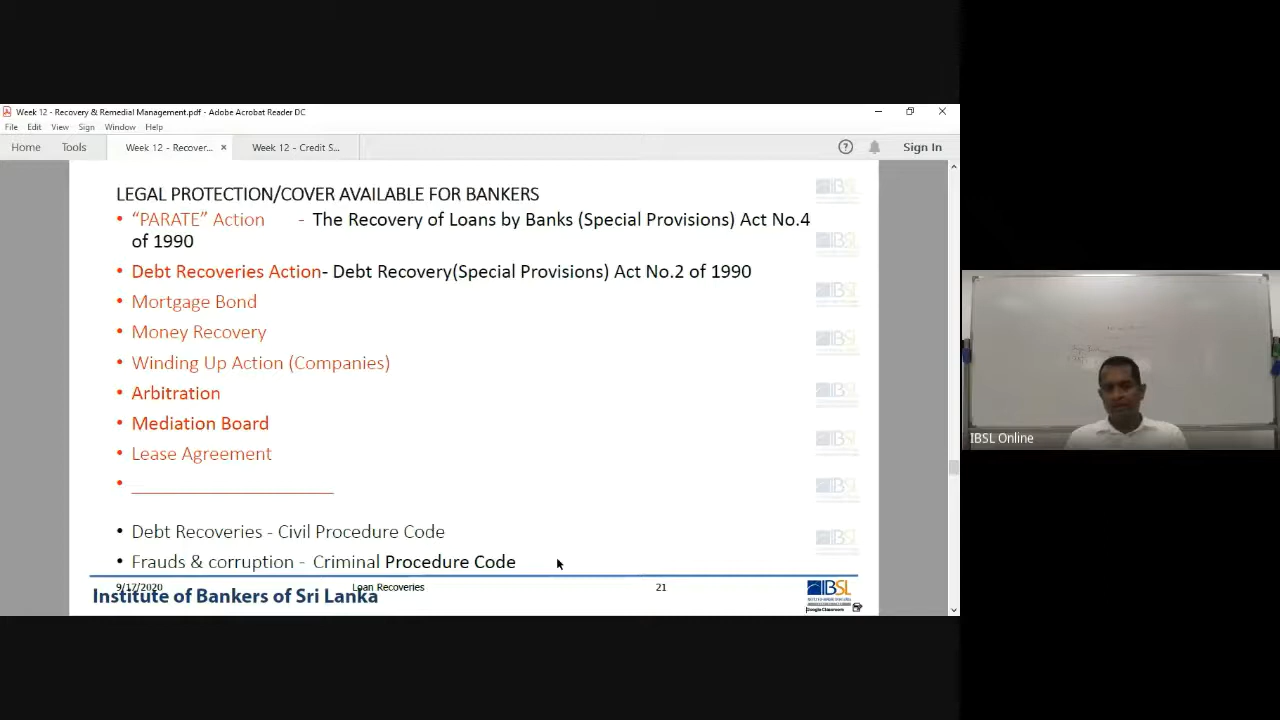 Week 12 - Recovery & Remedial Management.pdf - Adobe Acrobat Reader DC
File Edit View Sign Window Help
Home Tools Week 12 - Recover... × Week 12 - Credit S... Sign In
LEGAL PROTECTION/COVER AVAILABLE FOR BANKERS
• “PARATE” Action - The Recovery of Loans by Banks (Special Provisions) Act No.4
of 1990
• Debt Recoveries Action- Debt Recovery(Special Provisions) Act No.2 of 1990
• Mortgage Bond
• Money Recovery
• Winding Up Action (Companies)
• Arbitration
• Mediation Board
• Lease Agreement
• ______________________
• Debt Recoveries - Civil Procedure Code
• Frauds & corruption - Criminal Procedure Code
9/17/2020 Loan Recoveries 21
Institute of Bankers of Sri Lanka
IBSL
Google Classroom
IBSL Online